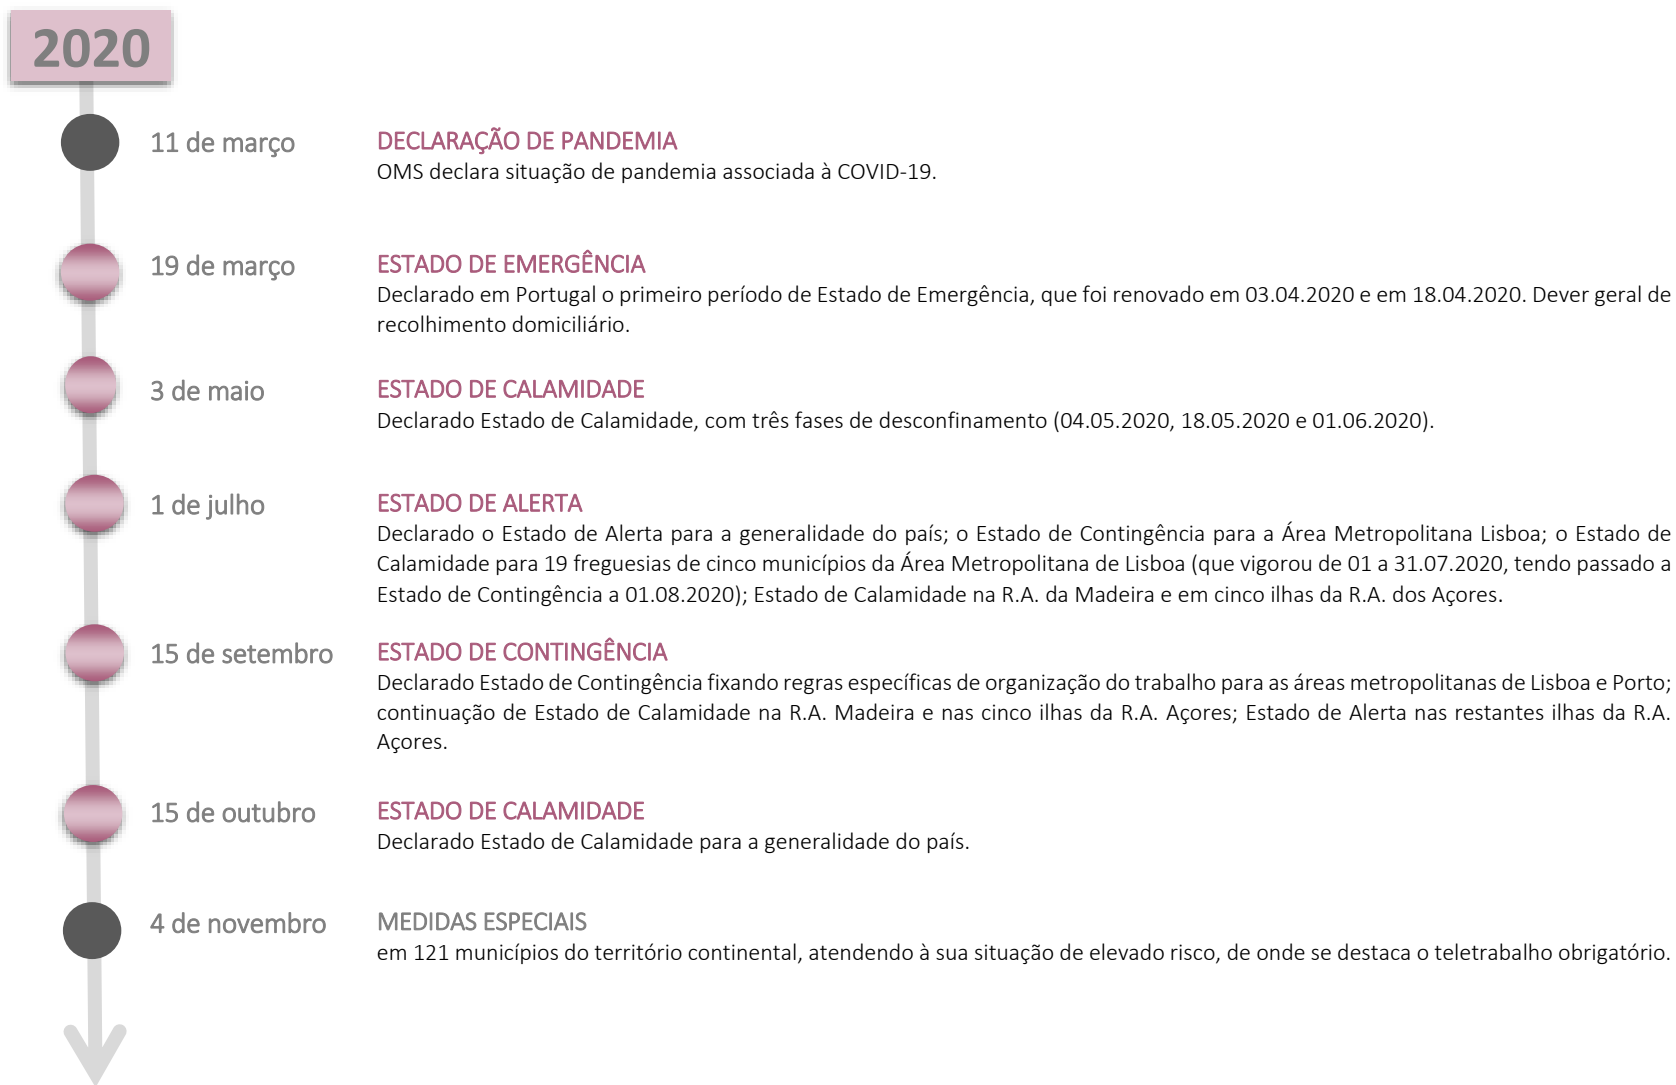 2020
11 de março
DECLARAÇÃO DE PANDEMIA
OMS declara situação de pandemia associada à COVID-19.
19 de março
ESTADO DE EMERGÊNCIA
Declarado em Portugal o primeiro período de Estado de Emergência, que foi renovado em 03.04.2020 e em 18.04.2020. Dever geral de
recolhimento domiciliário.
3 de maio
ESTADO DE CALAMIDADE
Declarado Estado de Calamidade, com três fases de desconfinamento (04.05.2020, 18.05.2020 e 01.06.2020).
1 de julho
ESTADO DE ALERTA
Declarado o Estado de Alerta para a generalidade do país; o Estado de Contingência para a Área Metropolitana Lisboa; o Estado de
Calamidade para 19 freguesias de cinco municípios da Área Metropolitana de Lisboa (que vigorou de 01 a 31.07.2020, tendo passado a
Estado de Contingência a 01.08.2020); Estado de Calamidade na R.A. da Madeira e em cinco ilhas da R.A. dos Açores.
15 de setembro
ESTADO DE CONTINGÊNCIA
Declarado Estado de Contingência fixando regras específicas de organização do trabalho para as áreas metropolitanas de Lisboa e Porto;
continuação de Estado de Calamidade na R.A. Madeira e nas cinco ilhas da R.A. Açores; Estado de Alerta nas restantes ilhas da R.A.
Açores.
15 de outubro
ESTADO DE CALAMIDADE
Declarado Estado de Calamidade para a generalidade do país.
4 de novembro
MEDIDAS ESPECIAIS
em 121 municípios do território continental, atendendo à sua situação de elevado risco, de onde se destaca o teletrabalho obrigatório.